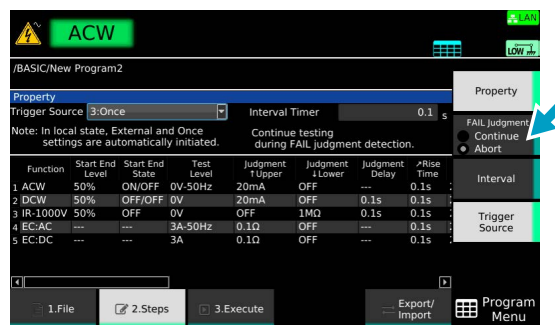 LAN
ACW
LOW
/BASIC/New Program2
Property
Property
Trigger Source 3:Once Interval Timer 0.1 s
FAIL Judgment
Continue
Abort
Note: In local state, External and Once
settings are automatically initiated.
Continue testing
during FAIL judgment detection.
Interval
Trigger
Source
Function Start End Level Start End State Test Level Judgment ↑Upper Judgment ↓Lower Judgment Delay ↗Rise Time
1 ACW 50% ON/OFF 0V-50Hz 20mA OFF --- 0.1s
2 DCW 50% OFF/OFF 0V 20mA OFF 0.1s 0.1s
3 IR-1000V 50% OFF 0V OFF 1MΩ 0.1s 0.1s
4 EC:AC --- --- 3A-50Hz 0.1Ω OFF --- 0.1s
5 EC:DC --- --- 3A 0.1Ω OFF --- 0.1s
1.File 2.Steps 3.Execute Export/
Import
Program
Menu